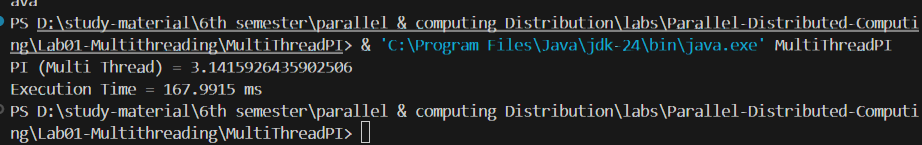 ava
PS D:\study-material\6th semester\parallel & computing Distribution\labs\Parallel-Distributed-Computi
ng\Lab01-Multithreading\MultiThreadPI> & 'C:\Program Files\Java\jdk-24\bin\java.exe' MultiThreadPI
PI (Multi Thread) = 3.1415926435902506
Execution Time = 167.9915 ms
PS D:\study-material\6th semester\parallel & computing Distribution\labs\Parallel-Distributed-Computi
ng\Lab01-Multithreading\MultiThreadPI>